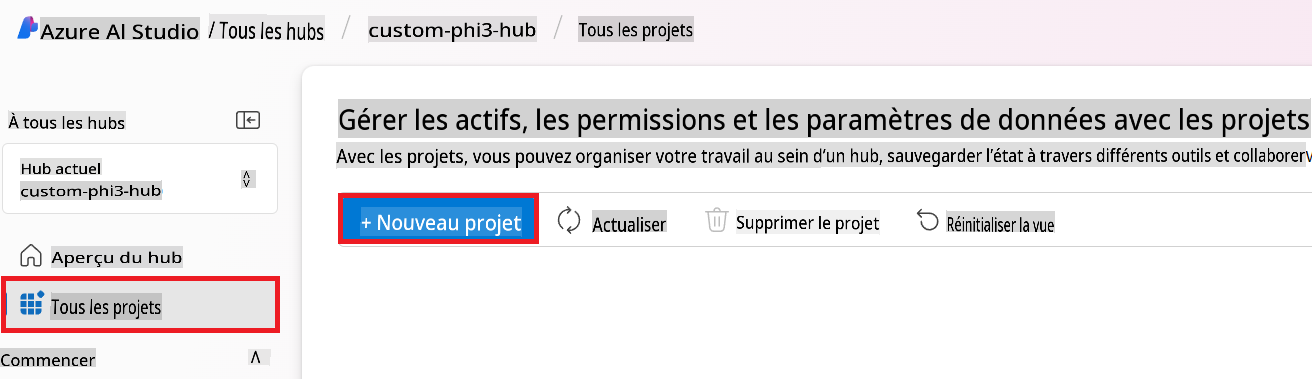 Azure AI Studio / Tous les hubs / custom-phi3-hub / Tous les projets
À tous les hubs
Hub actuel
custom-phi3-hub
Aperçu du hub
Tous les projets
Commencer
Gérer les actifs, les permissions et les paramètres de données avec les projets
Avec les projets, vous pouvez organiser votre travail au sein d'un hub, sauvegarder l'état à travers différents outils et collaborer
+ Nouveau projet
Actualiser
Supprimer le projet
Réinitialiser la vue